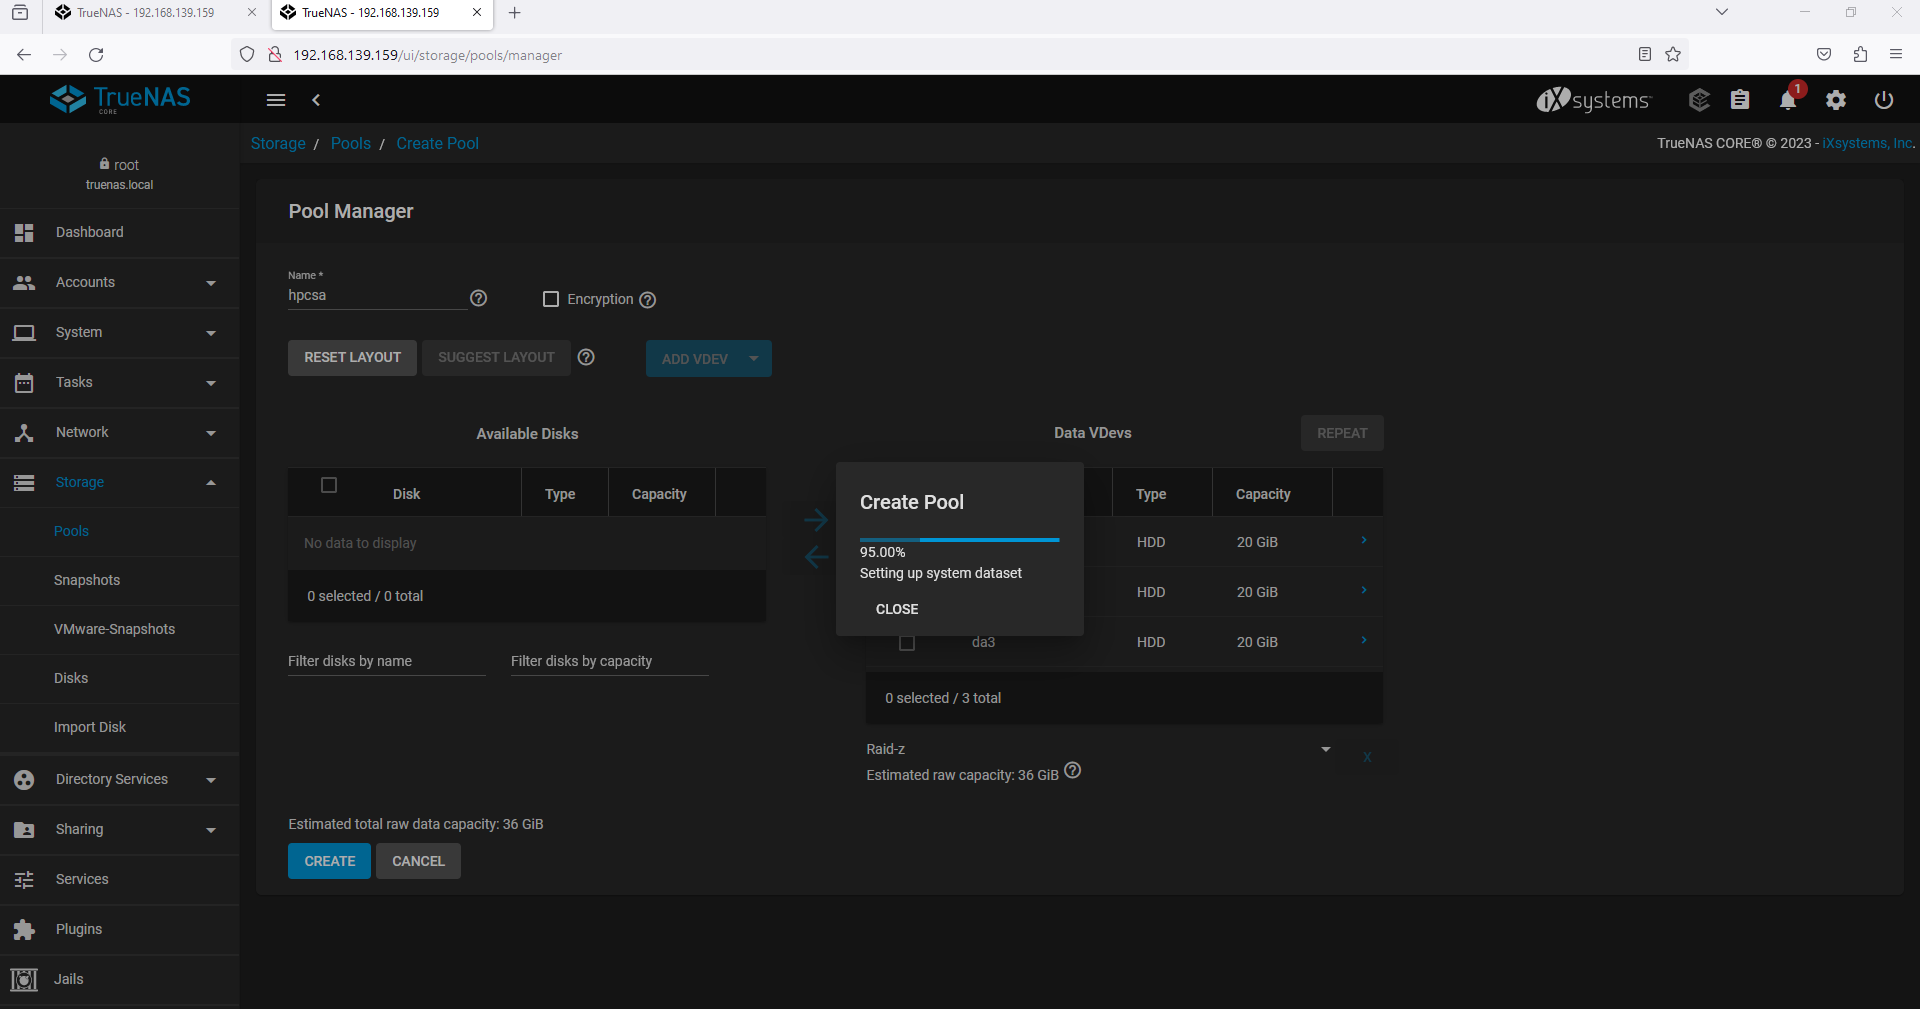 TrueNAS - 192.168.139.159
TrueNAS - 192.168.139.159
192.168.139.159/ui/storage/pools/manager
TrueNAS
CORE
iXsystems
1
Storage / Pools / Create Pool
TrueNAS CORE® © 2023 - iXsystems, Inc.
root
truenas.local
Dashboard
Accounts
System
Tasks
Network
Storage
Pools
Snapshots
VMware-Snapshots
Disks
Import Disk
Directory Services
Sharing
Services
Plugins
Jails
Pool Manager
Name *
hpcsa
Encryption
RESET LAYOUT
SUGGEST LAYOUT
ADD VDEV
Available Disks
Disk Type Capacity
No data to display
0 selected / 0 total
Filter disks by name
Filter disks by capacity
Data VDevs
REPEAT
Type Capacity
HDD 20 GiB
HDD 20 GiB
da3 HDD 20 GiB
0 selected / 3 total
Raid-z
X
Estimated raw capacity: 36 GiB
Create Pool
95.00%
Setting up system dataset
CLOSE
Estimated total raw data capacity: 36 GiB
CREATE
CANCEL